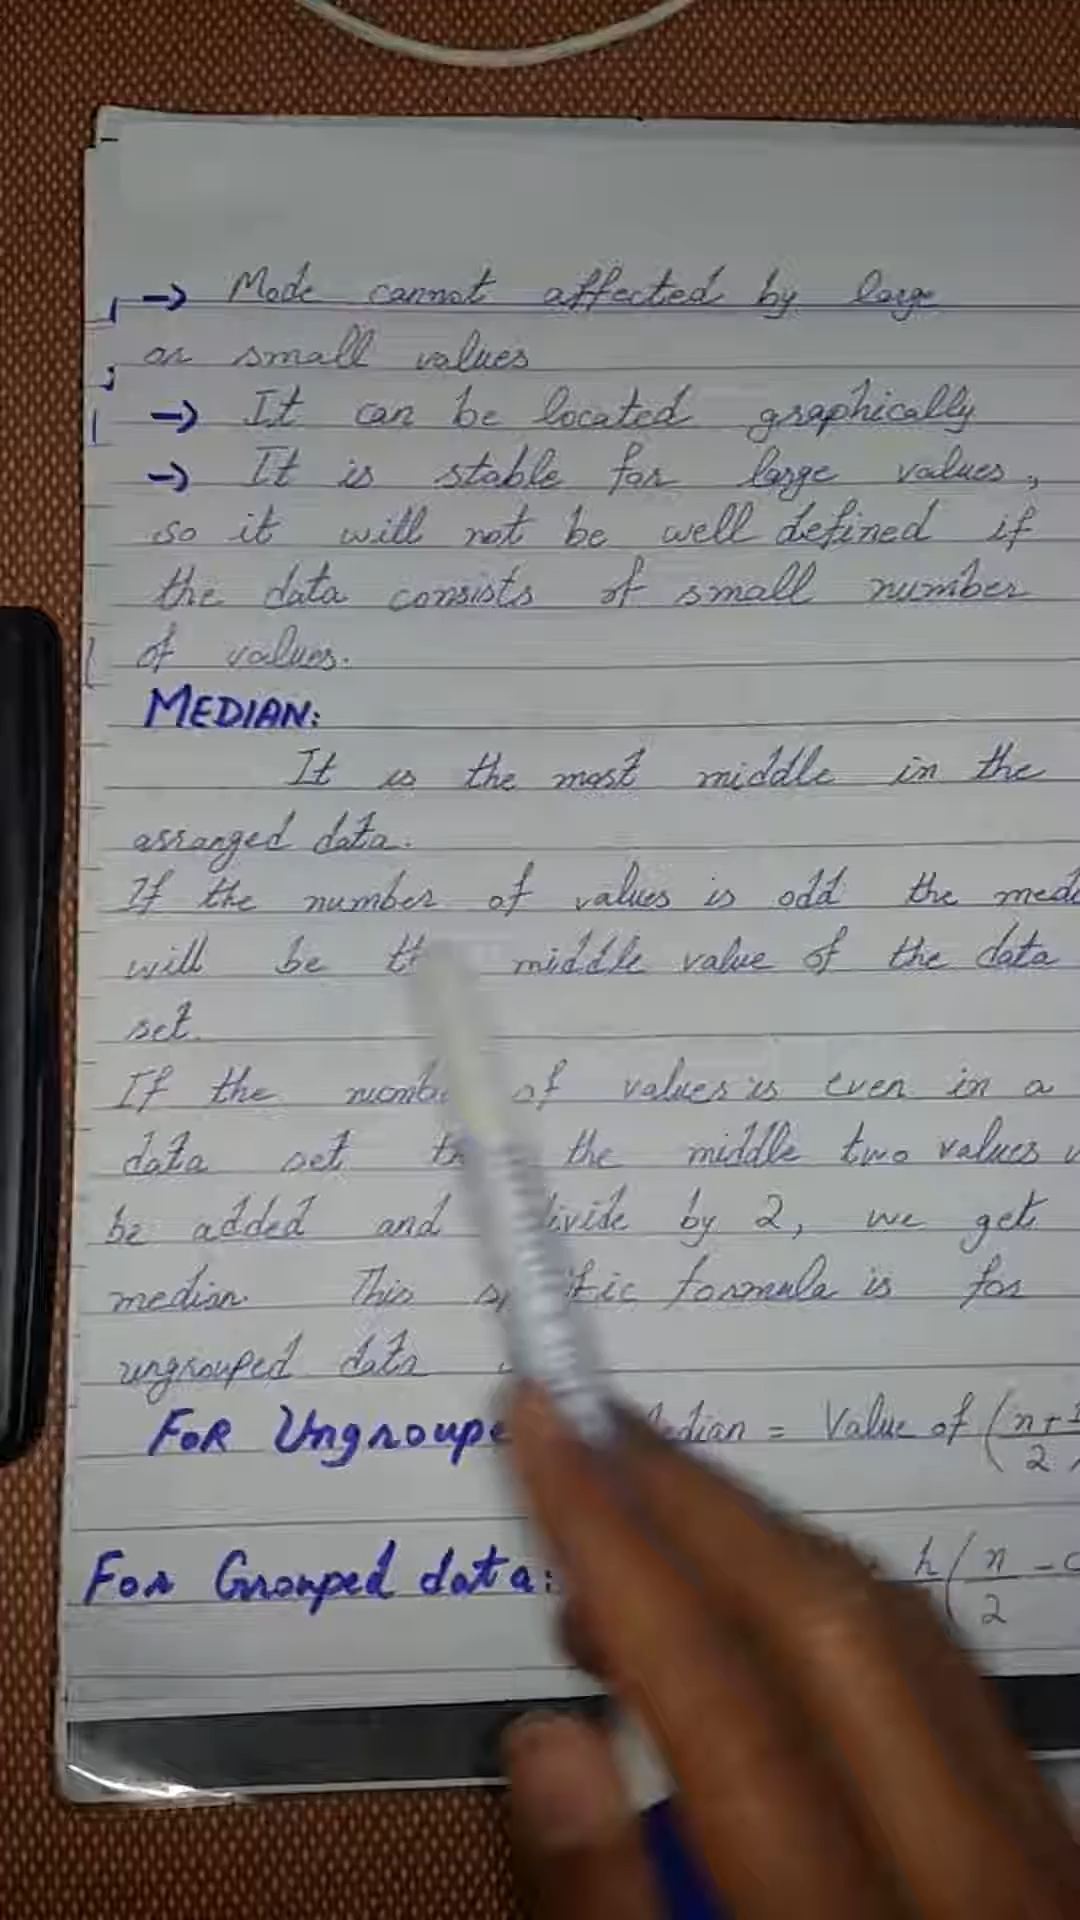 → Mode cannot affected by large
or small values
→ It can be located graphically
→ It is stable for large values,
so it will not be well defined if
the data consists of small number
of values.
MEDIAN:
It is the most middle in the
arranged data.
If the number of values is odd the
will be middle value of the data
set.
If the of values is even in a
data set the middle two values
be added and by 2, we get
median. This formula is for
ungrouped data
FOR = Value of (n+1/2
For Grouped data: h (n/2 -